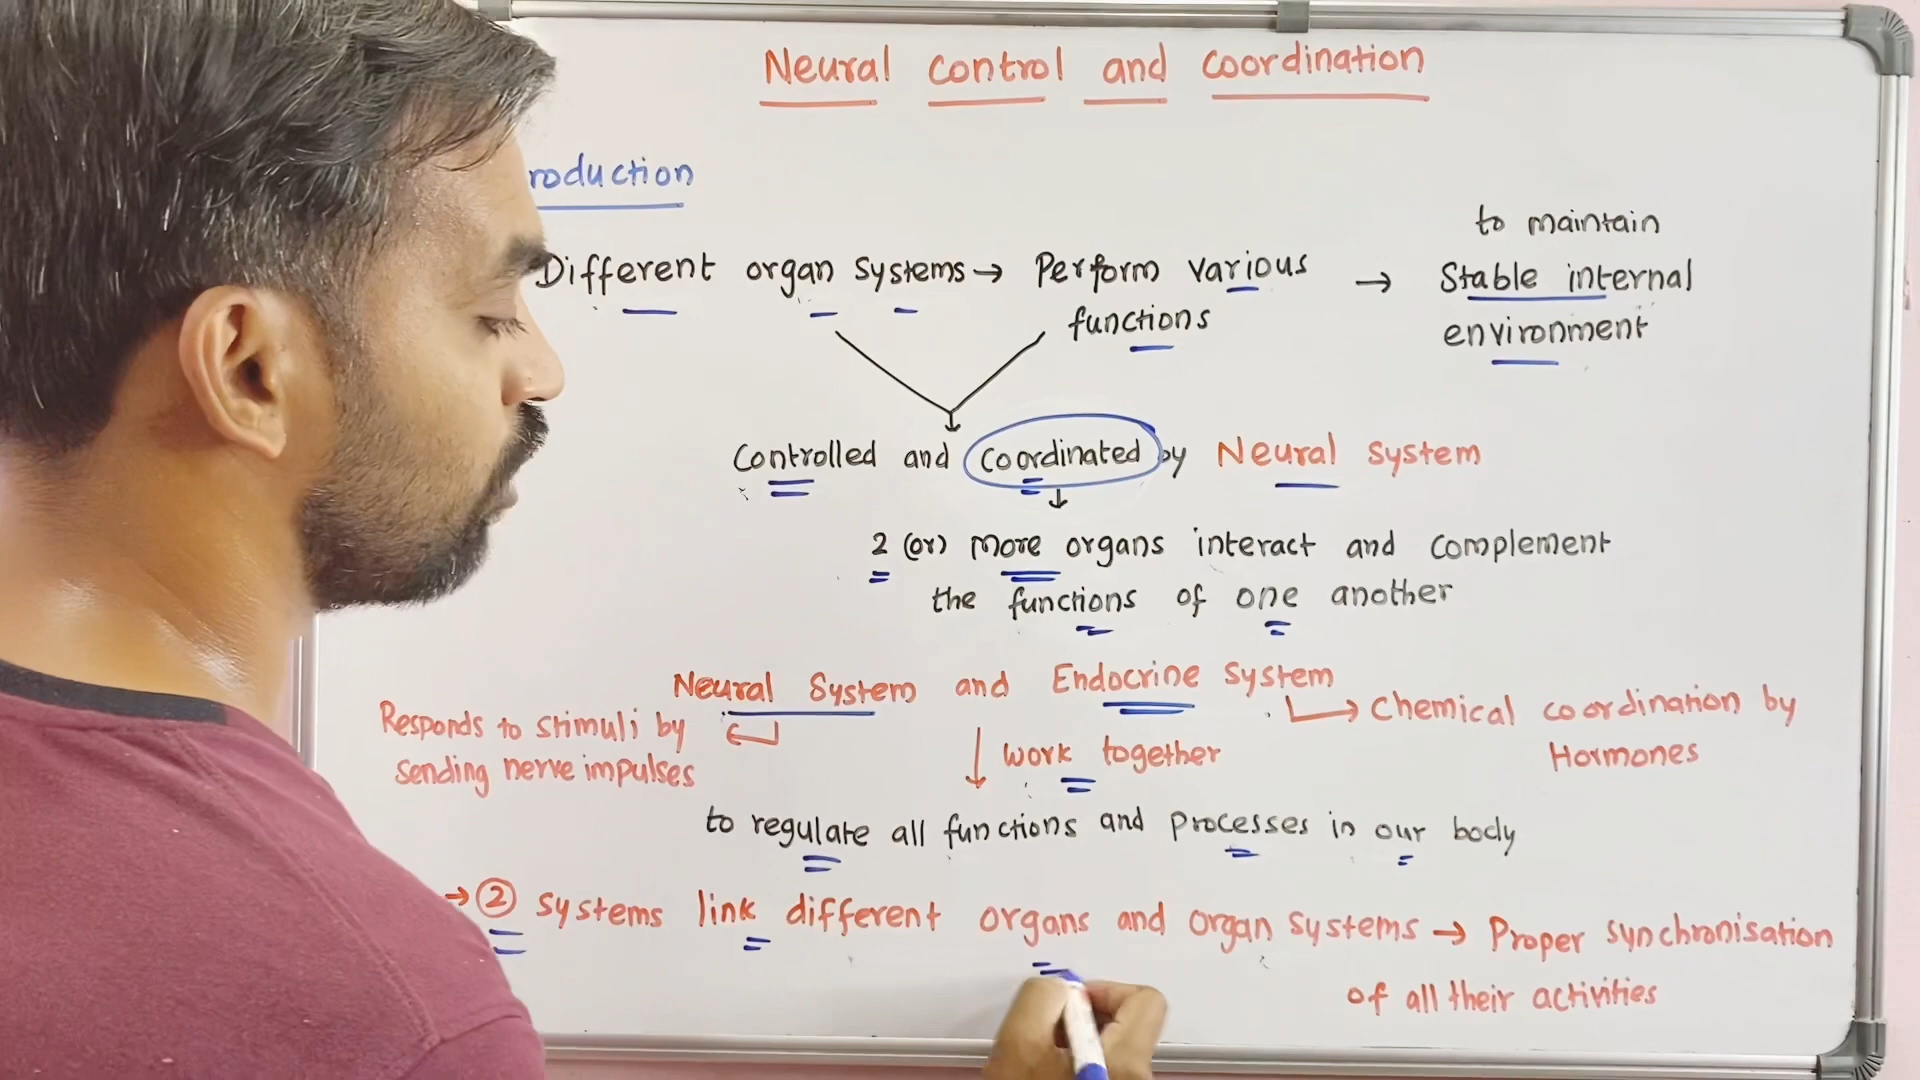 Neural control and coordination
roduction
Different organ systems → Perform various functions → to maintain Stable internal environment
Controlled and coordinated by Neural system
↓
2 (or) more organs interact and complement
the functions of one another
Neural System and Endocrine system
Responds to stimuli by
sending nerve impulses
Chemical coordination by
Hormones
↓ work together
to regulate all functions and processes in our body
→ ② systems link different organs and organ systems → Proper synchronisation
of all their activities